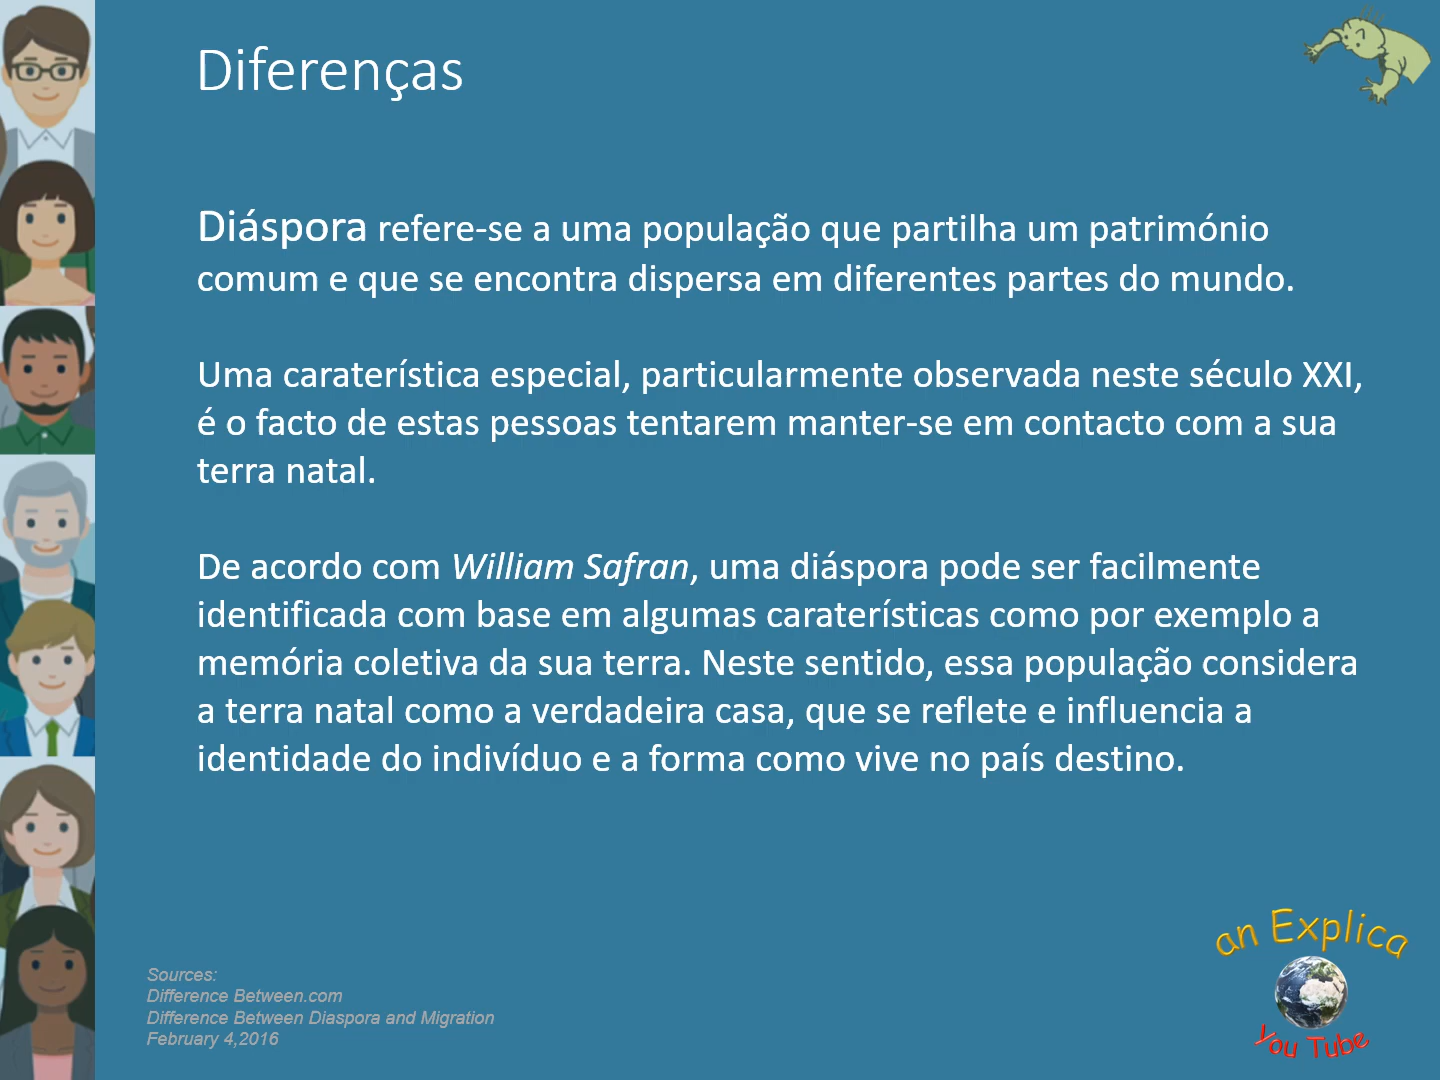 Diferenças
Diáspora refere-se a uma população que partilha um património
comum e que se encontra dispersa em diferentes partes do mundo.
Uma caraterística especial, particularmente observada neste século XXI,
é o facto de estas pessoas tentarem manter-se em contacto com a sua
terra natal.
De acordo com William Safran, uma diáspora pode ser facilmente
identificada com base em algumas caraterísticas como por exemplo a
memória coletiva da sua terra. Neste sentido, essa população considera
a terra natal como a verdadeira casa, que se reflete e influencia a
identidade do indivíduo e a forma como vive no país destino.
Sources:
Difference Between.com
Difference Between Diaspora and Migration
February 4,2016
an Explica
You Tube